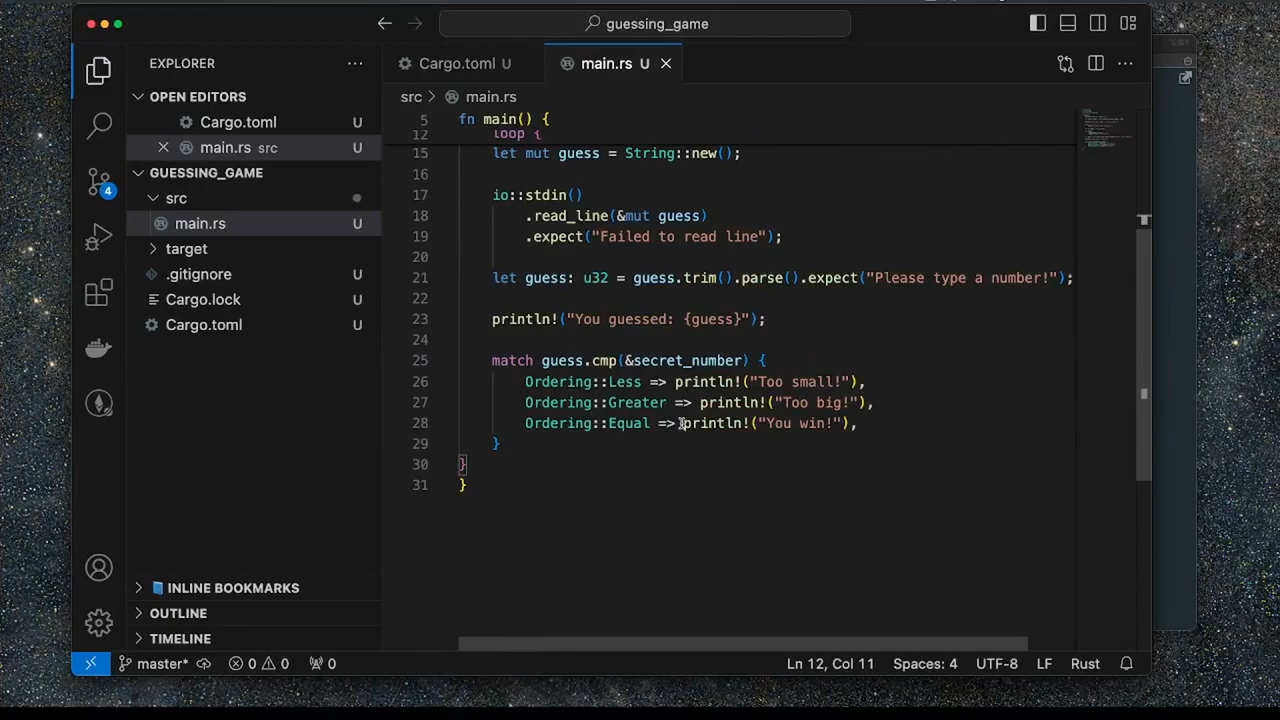 guessing_game
EXPLORER
Cargo.toml U
main.rs U
OPEN EDITORS
Cargo.toml U
main.rs src U
GUESSING_GAME
src
main.rs U
target
.gitignore U
Cargo.lock U
Cargo.toml U
INLINE BOOKMARKS
OUTLINE
TIMELINE
4
src > main.rs
5 fn main() {
12 loop {
15 let mut guess = String::new();
16
17 io::stdin()
18 .read_line(&mut guess)
19 .expect("Failed to read line");
20
21 let guess: u32 = guess.trim().parse().expect("Please type a number!");
22
23 println!("You guessed: {guess}");
24
25 match guess.cmp(&secret_number) {
26 Ordering::Less => println!("Too small!"),
27 Ordering::Greater => println!("Too big!"),
28 Ordering::Equal => println!("You win!"),
29 }
30 }
31 }
master* 0 0 0 Ln 12, Col 11 Spaces: 4 UTF-8 LF Rust